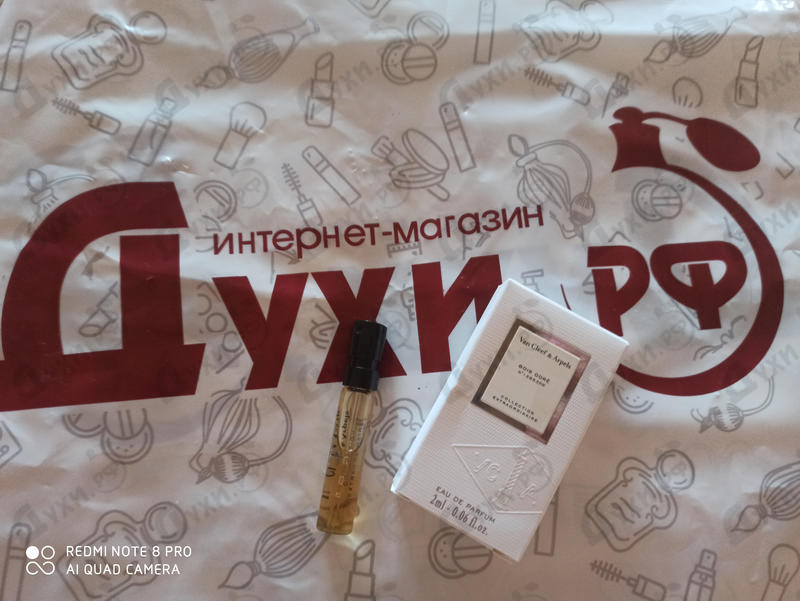 интернет-магазин
Духи.РФ
Van Cleef & Arpels
BOIS DORÉ
COLLECTION
EXTRAORDINAIRE
EAU DE PARFUM
2ml - 0.06 fl.oz.
REDMI NOTE 8 PRO
AI QUAD CAMERA